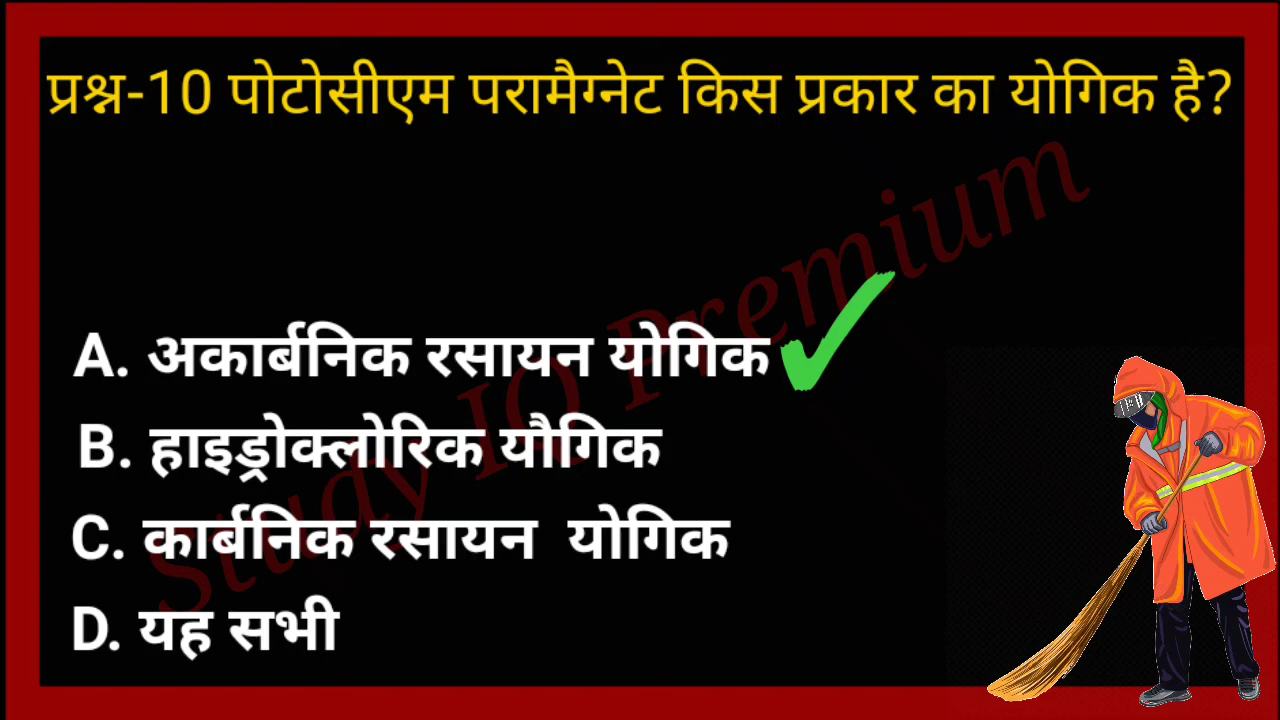 प्रश्न-10 पोटोसीएम परामैग्नेट किस प्रकार का योगिक है?
A. अकार्बनिक रसायन योगिक
B. हाइड्रोक्लोरिक यौगिक
C. कार्बनिक रसायन योगिक
D. यह सभी
Study IQ Premium